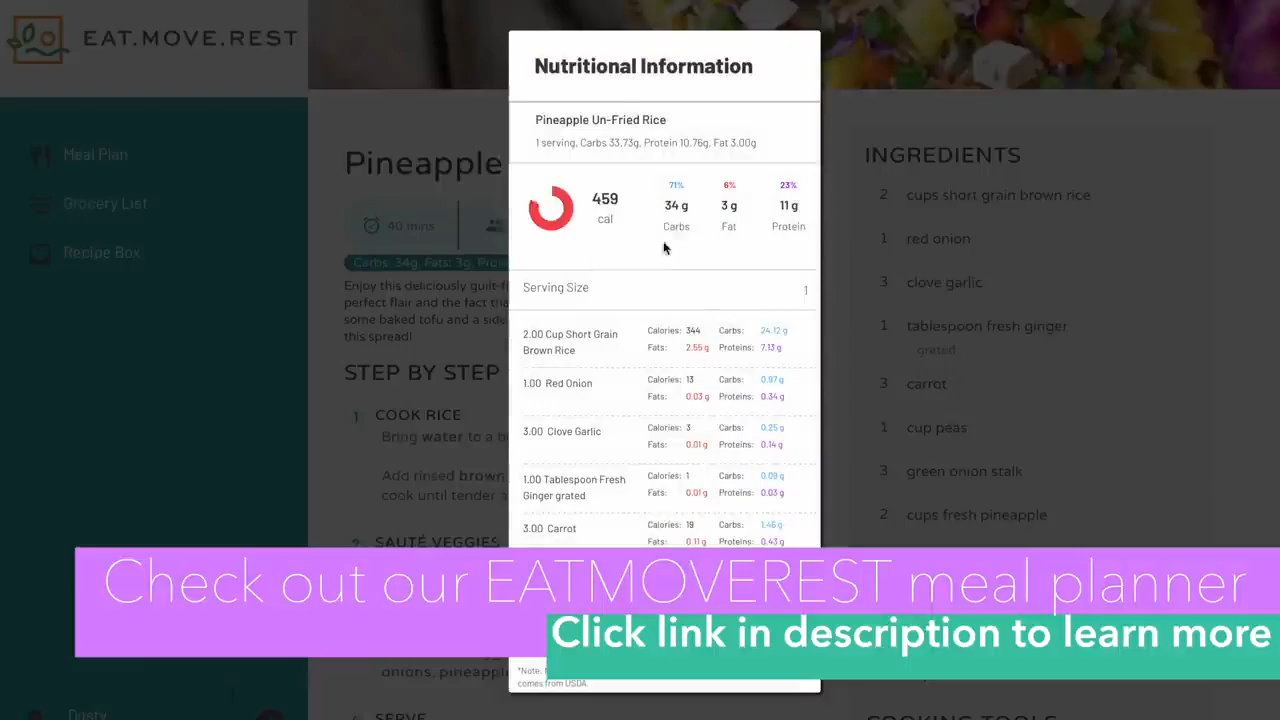 EAT.MOVE.REST
Meal Plan
Grocery List
Recipe Box
Dusty
Pineapple
40 mins
Carbs: 34g, Fats: 3g, Prote
Enjoy this deliciously quilt-f
perfect flair and the fact tha
some baked tofu and a side
this spread!
STEP BY STEP
1 COOK RICE
Bring water to a b
Add rinsed brown
cook until tender a
2 SAUTÉ VEGGIES
onions, pineapple
4 SERVE
Nutritional Information
Pineapple Un-Fried Rice
1 serving, Carbs 33.73g, Protein 10.76g, Fat 3.00g
459
cal
71% 6% 23%
34 g 3 g 11 g
Carbs Fat Protein
Serving Size 1
2.00 Cup Short Grain
Brown Rice
Calories: 344 Carbs: 24.12 g
Fats: 2.55 g Proteins: 7.13 g
1.00 Red Onion
Calories: 13 Carbs: 0.97 g
Fats: 0.03 g Proteins: 0.34 g
3.00 Clove Garlic
Calories: 3 Carbs: 0.25 g
Fats: 0.01 g Proteins: 0.14 g
1.00 Tablespoon Fresh
Ginger grated
Calories: 1 Carbs: 0.09 g
Fats: 0.01 g Proteins: 0.03 g
3.00 Carrot
Calories: 19 Carbs: 1.46 g
Fats: 0.11 g Proteins: 0.43 g
*Note.
comes from USDA
INGREDIENTS
2 cups short grain brown rice
1 red onion
3 clove garlic
1 tablespoon fresh ginger
grated
3 carrot
1 cup peas
3 green onion stalk
2 cups fresh pineapple
COOKING TOOLS
Check out our EATMOVEREST meal planner
Click link in description to learn more